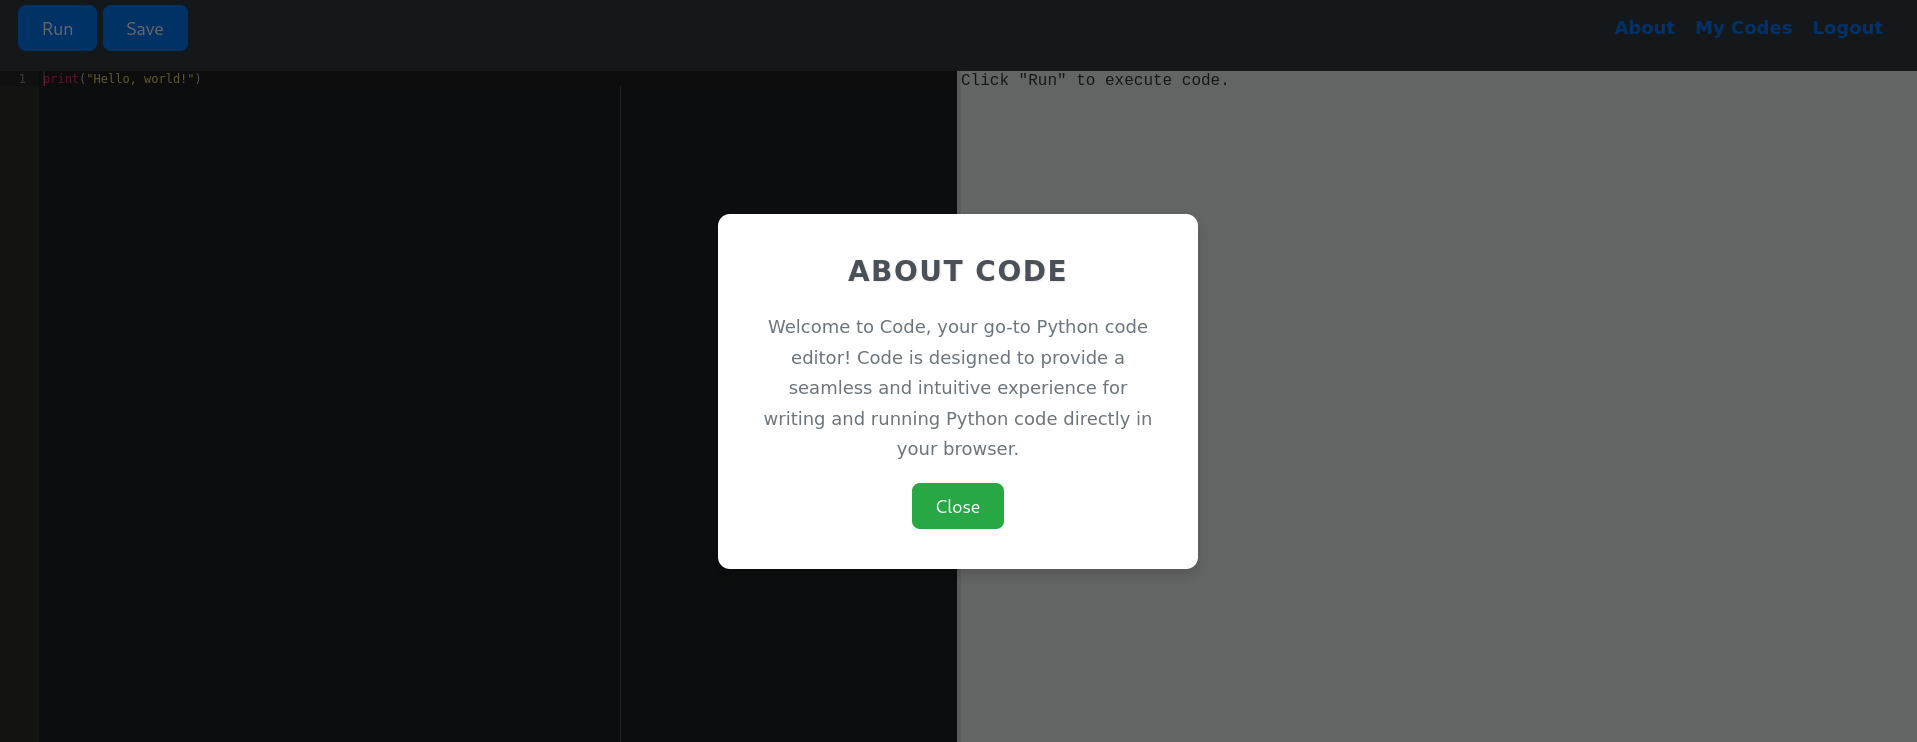 Run Save About My Codes Logout
1 print("Hello, world!")
Click "Run" to execute code.
ABOUT CODE
Welcome to Code, your go-to Python code
editor! Code is designed to provide a
seamless and intuitive experience for
writing and running Python code directly in
your browser.
Close